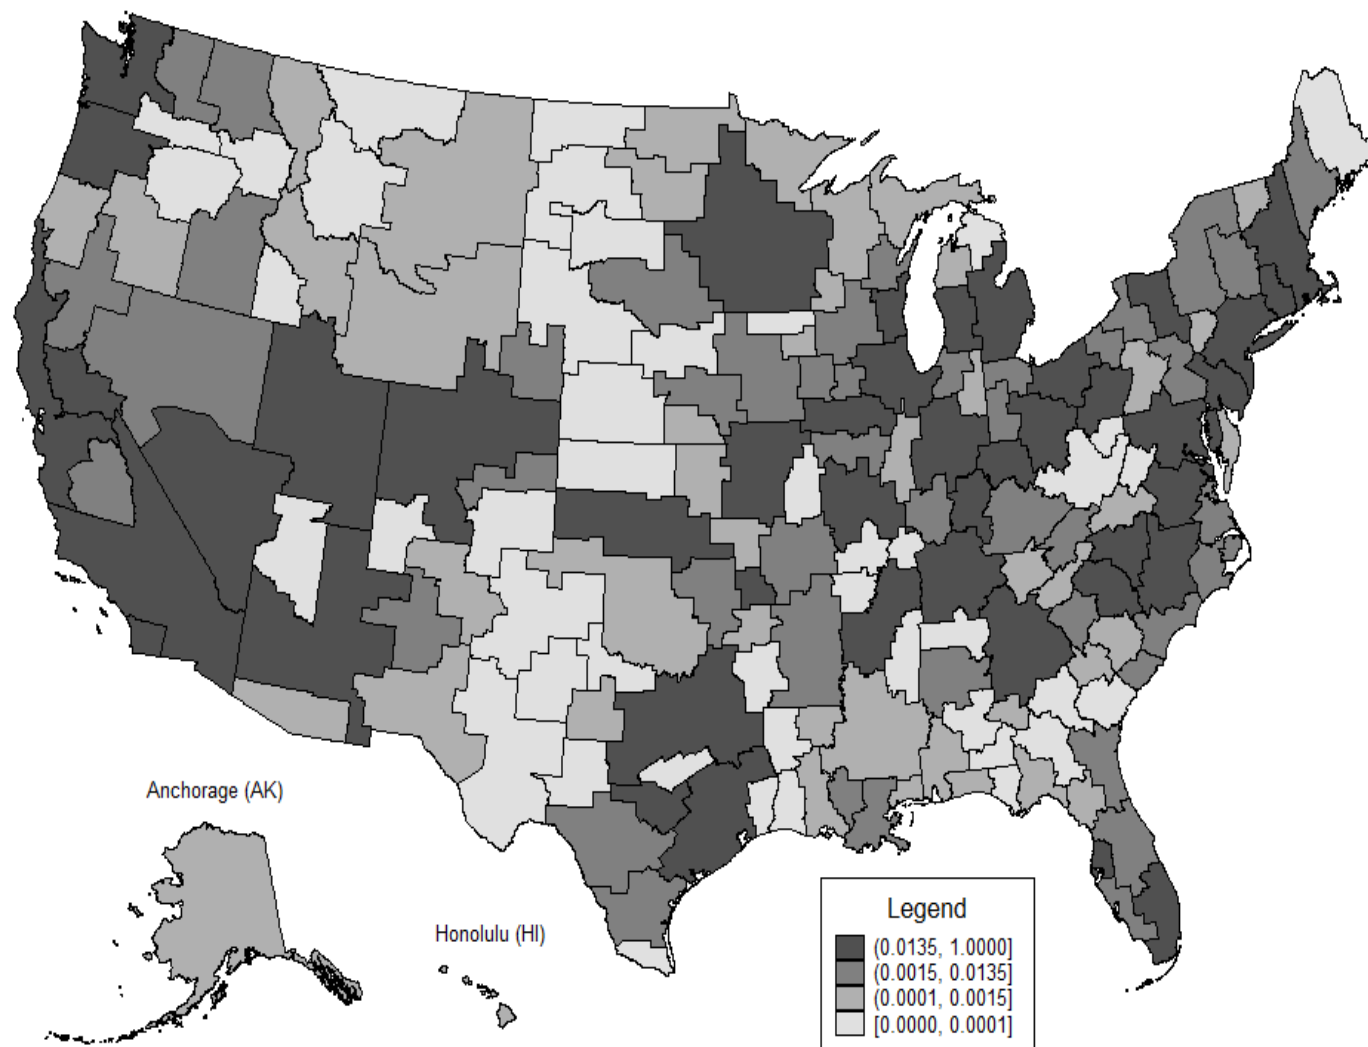 Anchorage (AK)
Honolulu (HI)
Legend
(0.0135, 1.0000]
(0.0015, 0.0135]
(0.0001, 0.0015]
[0.0000, 0.0001]